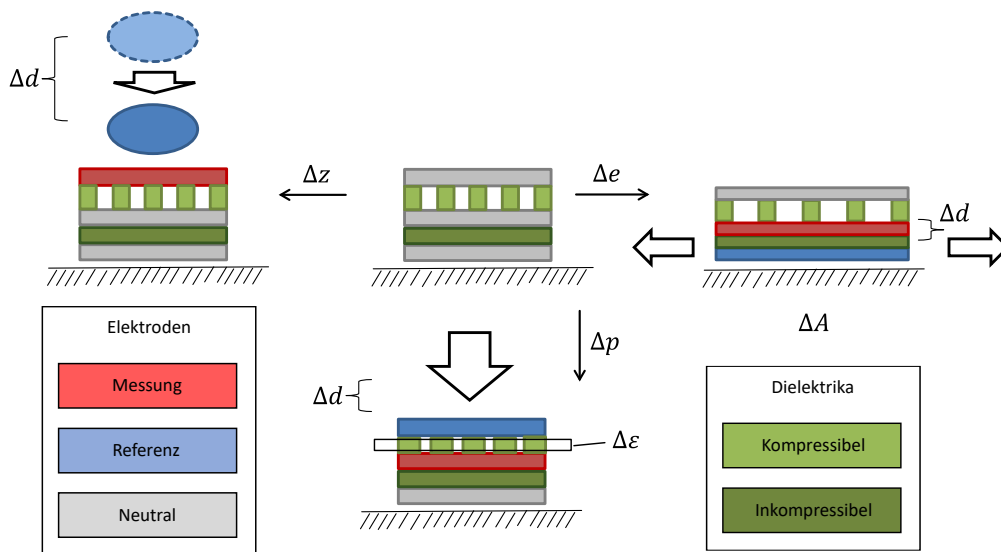 Δd
Δz
Δe
Δd
ΔA
Δp
Δd
Δε
Elektroden
Messung
Referenz
Neutral
Dielektrika
Kompressibel
Inkompressibel